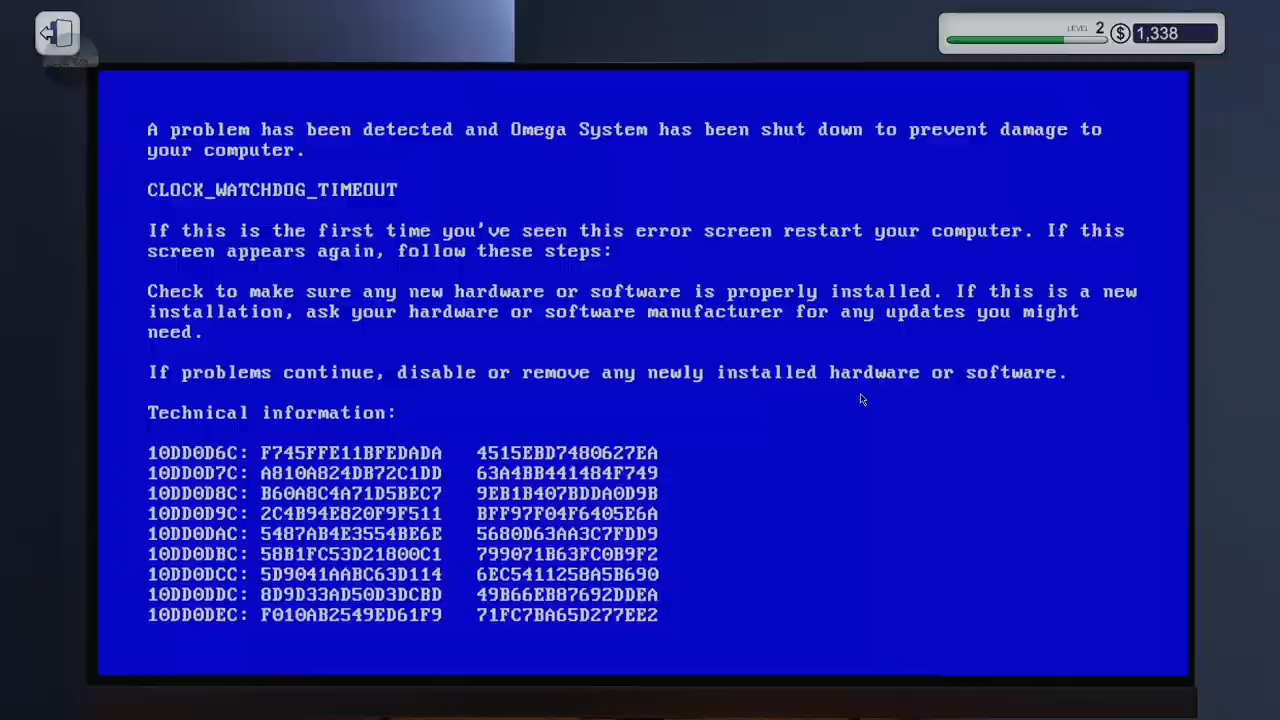 LEVEL 2 $ 1,338
A problem has been detected and Omega System has been shut down to prevent damage to
your computer.
CLOCK_WATCHDOG_TIMEOUT
If this is the first time you've seen this error screen restart your computer. If this
screen appears again, follow these steps:
Check to make sure any new hardware or software is properly installed. If this is a new
installation, ask your hardware or software manufacturer for any updates you might
need.
If problems continue, disable or remove any newly installed hardware or software.
Technical information:
10DD0D6C: F745FFE11BFEDADA 4515EBD7480627EA
10DD0D7C: A810A824DB72C1DD 63A4BB441484F749
10DD0D8C: B60A8C4A71D5BEC7 9EB1B407BDDA0D9B
10DD0D9C: 2C4B94E820F9F511 BFF97F04F6405E6A
10DD0DAC: 5487AB4E3554BE6E 5680D63AA3C7FDD9
10DD0DBC: 58B1FC53D21800C1 799071B63FC0B9F2
10DD0DCC: 5D9041AABC63D114 6EC5411258A5B690
10DD0DDC: 8D9D33AD50D3DCBD 49B66EB87692DDEA
10DD0DEC: F010AB2549ED61F9 71FC7BA65D277EE2